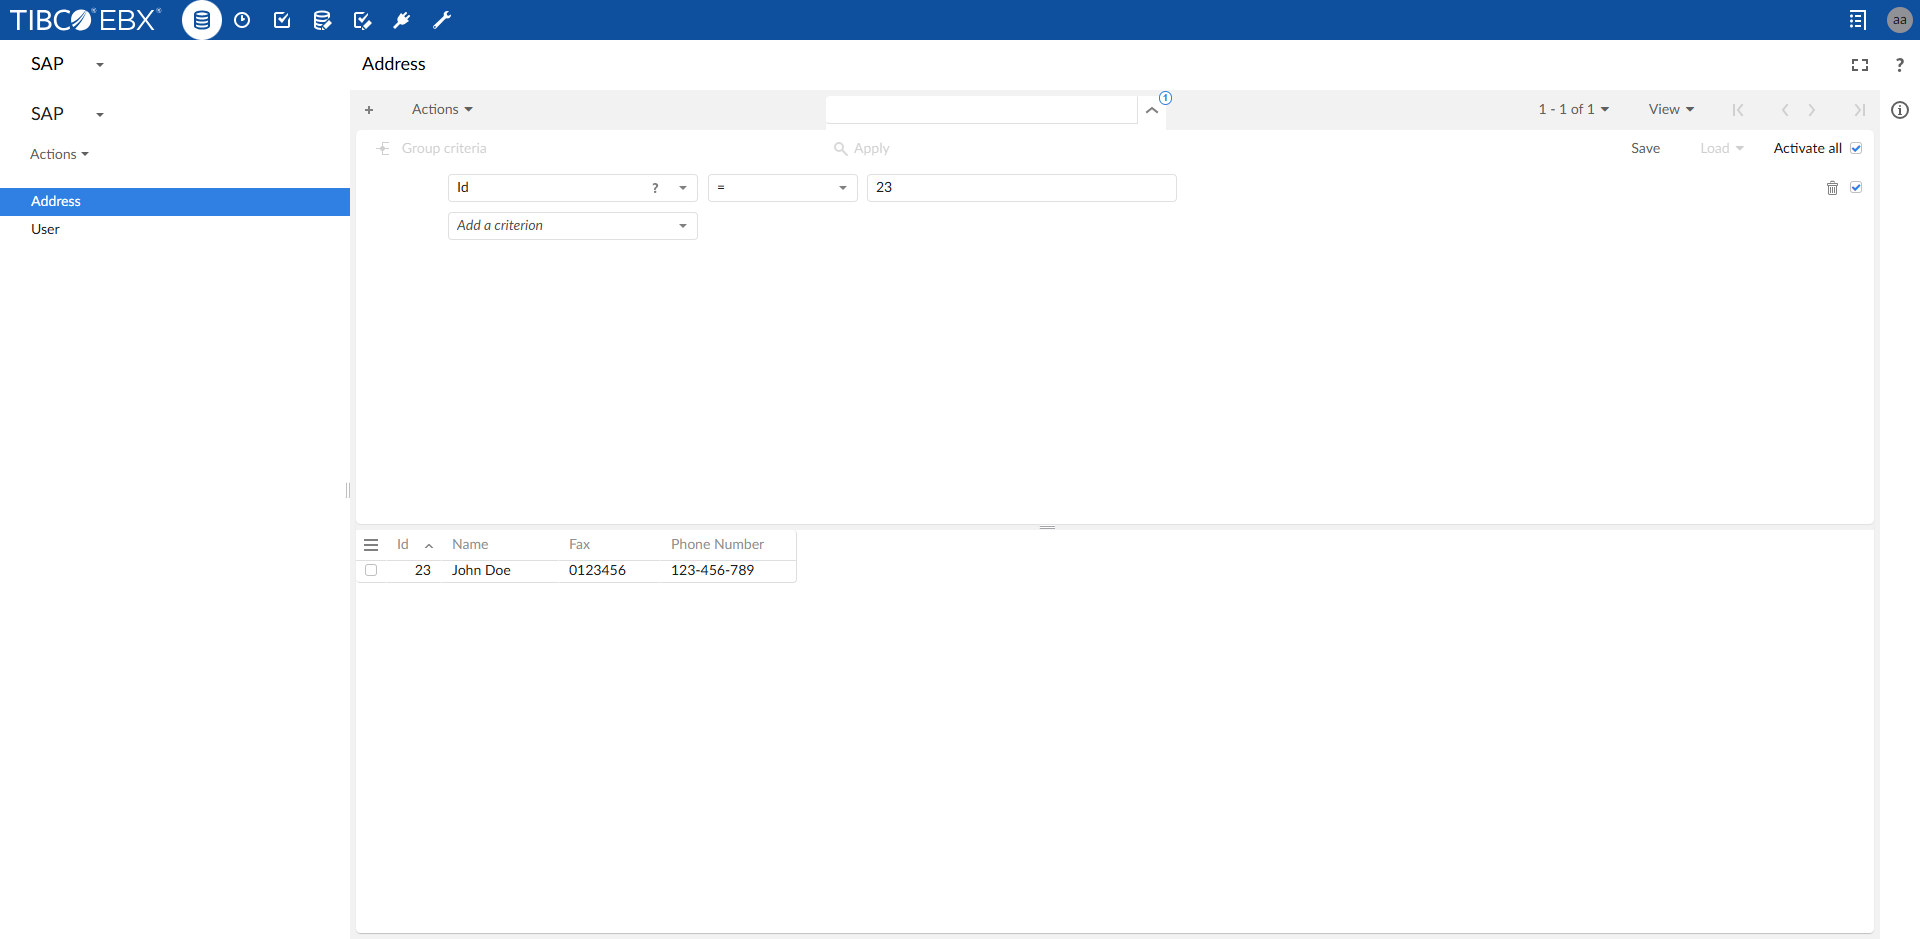 TIBCO® EBX®
aa
SAP
Address
?
SAP
+ Actions
1
1 - 1 of 1
View
Actions
Group criteria
Apply
Save
Load
Activate all
Address
Id ? = 23
User
Add a criterion
Id Name Fax Phone Number
23 John Doe 0123456 123-456-789